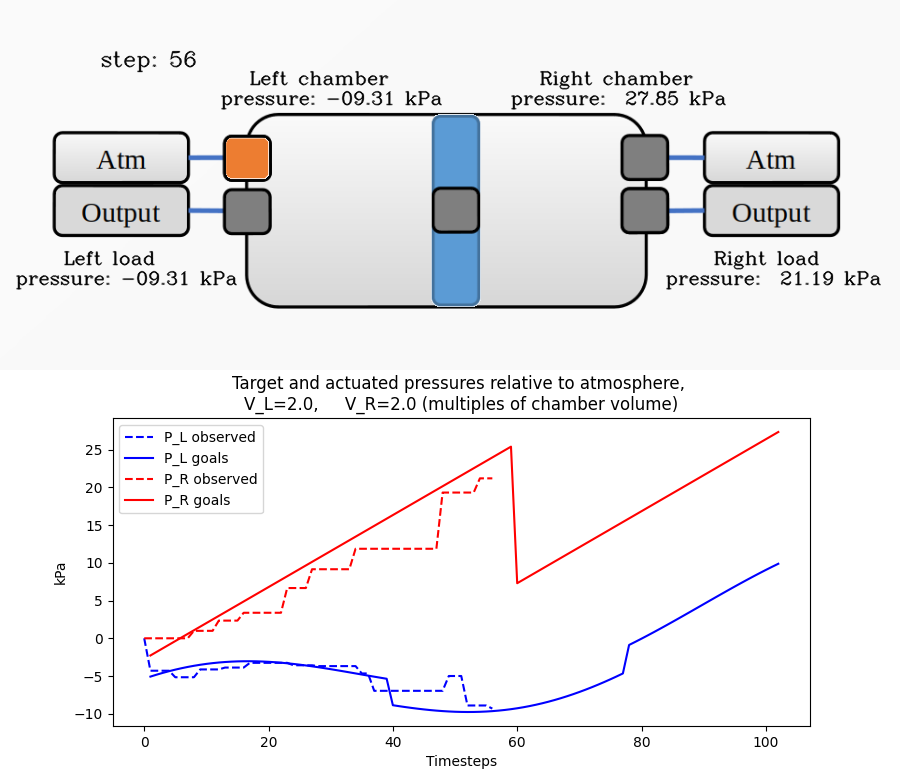 step: 56
Left chamber
pressure: −09.31 kPa
Right chamber
pressure: 27.85 kPa
Atm
Output
Atm
Output
Left load
pressure: −09.31 kPa
Right load
pressure: 21.19 kPa
Target and actuated pressures relative to atmosphere,
V_L=2.0, V_R=2.0 (multiples of chamber volume)
P_L observed
P_L goals
P_R observed
P_R goals
25
20
15
10
5
0
−5
−10
kPa
0 20 40 60 80 100
Timesteps